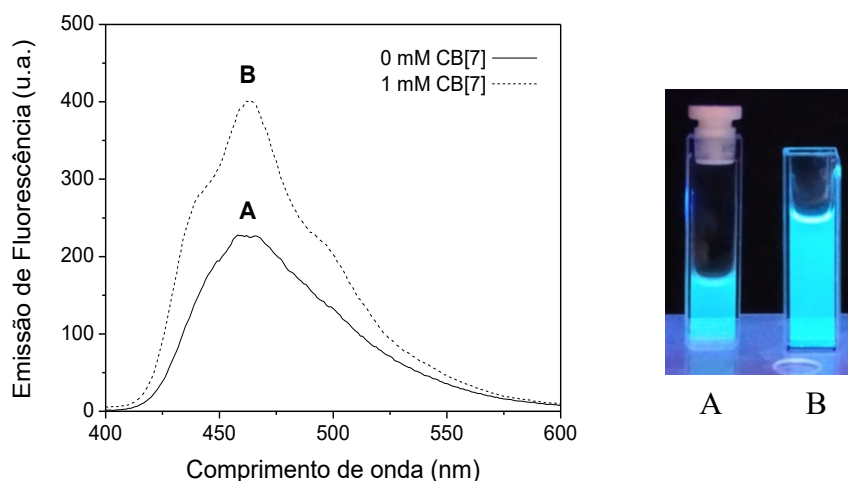 500
400
300
200
100
0
Emissão de Fluorescência (u.a.)
0 mM CB[7]
1 mM CB[7]
B
A
400 450 500 550 600
Comprimento de onda (nm)
A B